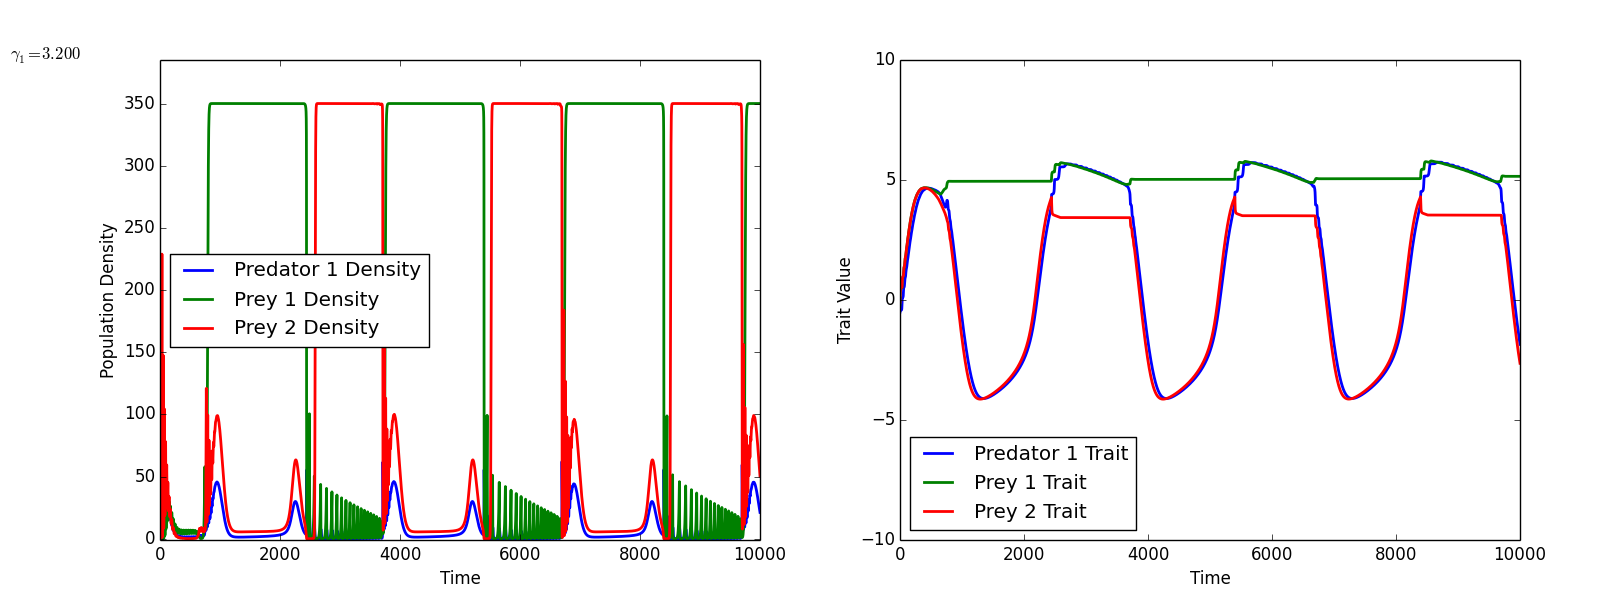 γ₁=3.200
Population Density
350
300
250
200
150
100
50
0
Predator 1 Density
Prey 1 Density
Prey 2 Density
0 2000 4000 6000 8000 10000
Time
Trait Value
10
5
0
−5
−10
Predator 1 Trait
Prey 1 Trait
Prey 2 Trait
0 2000 4000 6000 8000 10000
Time